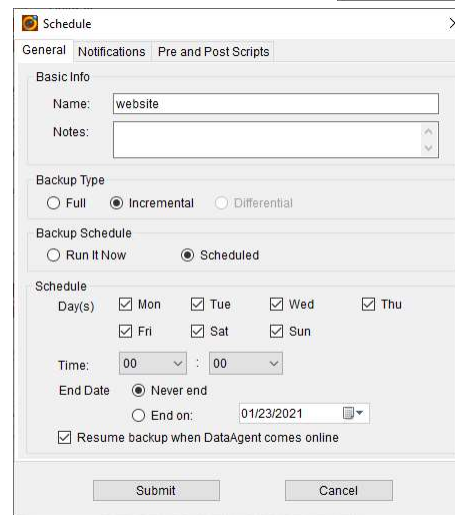 Schedule
General Notifications Pre and Post Scripts
Basic Info
Name: website
Notes:
Backup Type
Full Incremental Differential
Backup Schedule
Run It Now Scheduled
Schedule
Day(s) Mon Tue Wed Thu
Fri Sat Sun
Time: 00 : 00
End Date Never end
End on: 01/23/2021
Resume backup when DataAgent comes online
Submit Cancel